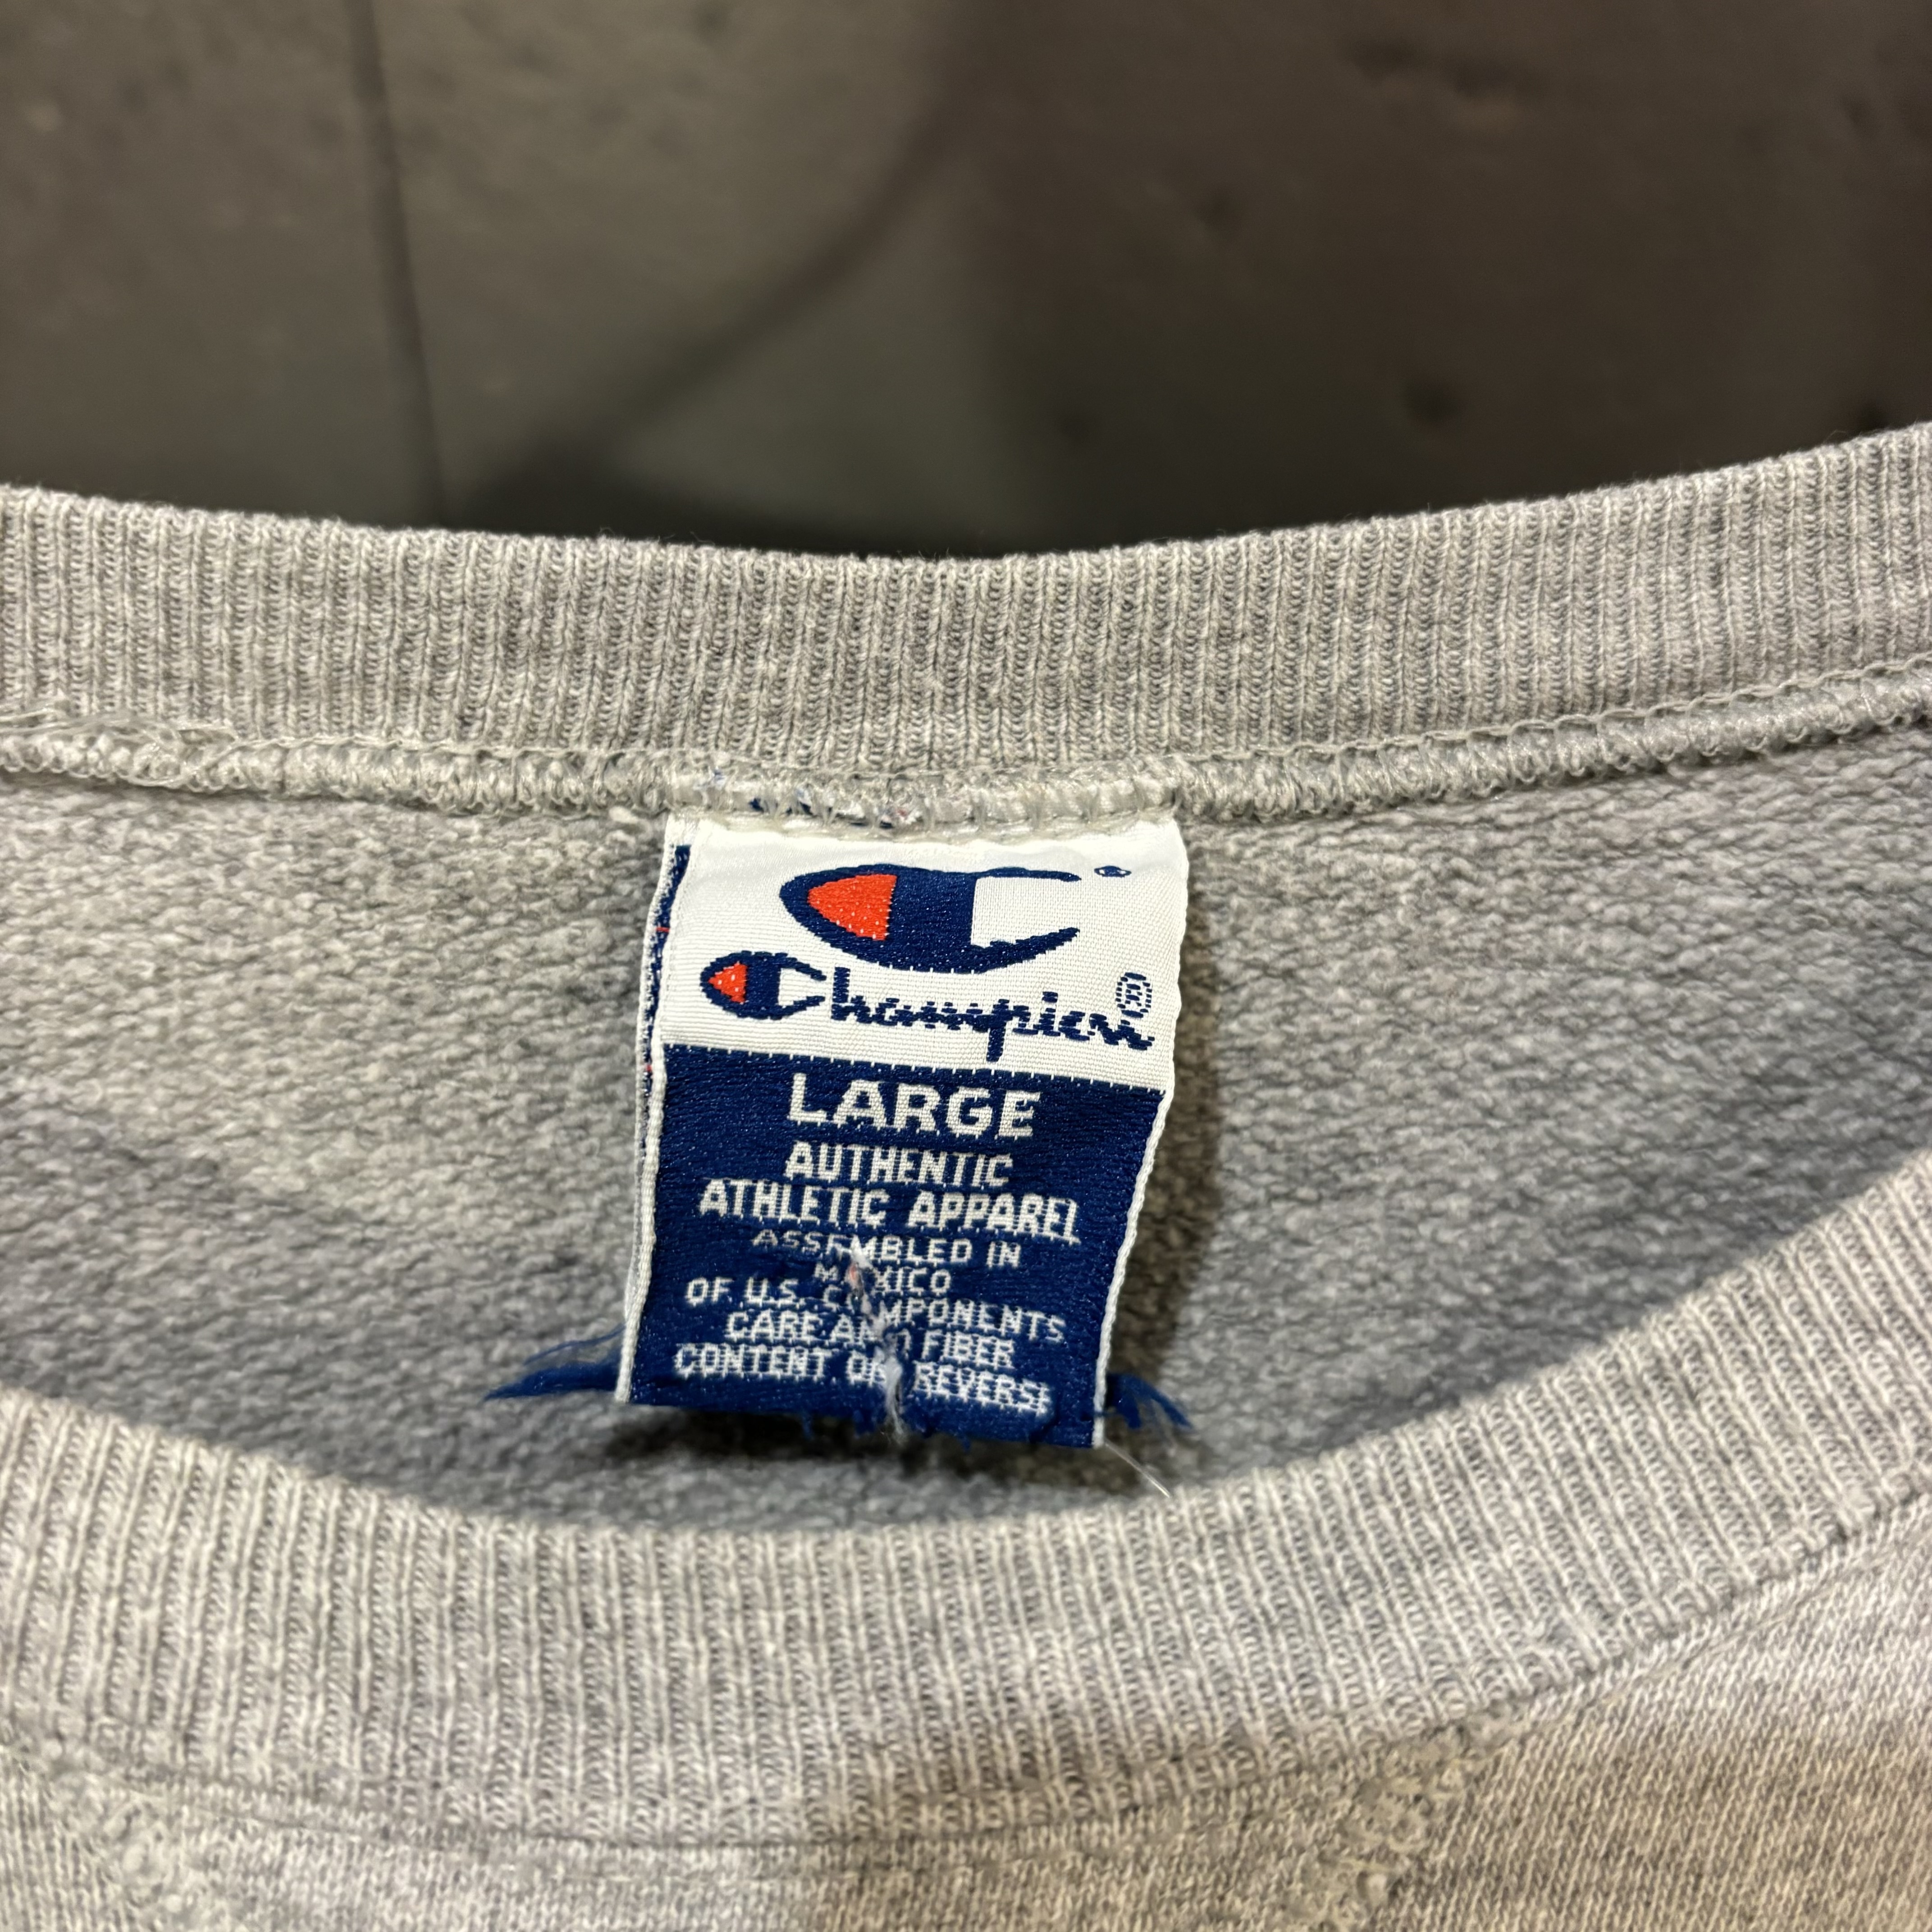 Champion®
LARGE
AUTHENTIC
ATHLETIC APPAREL
ASSEMBLED IN
MEXICO
OF U.S. COMPONENTS
CARE AND FIBER
CONTENT ON REVERSE